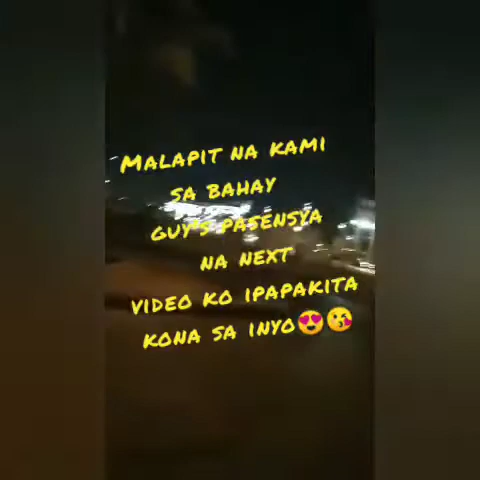 Malapit na kami
sa bahay
guy's pasensya
na next
video ko ipapakita
kona sa inyo😍😘